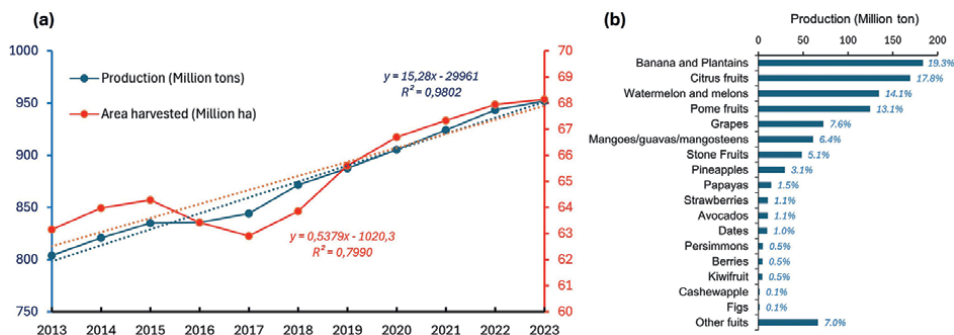 (a)
1000
950
900
850
800
750
Production (Million tons)
Area harvested (Million ha)
y = 15,28x - 29961
R² = 0,9802
y = 0,5379x - 1020,3
R² = 0,7990
70
69
68
67
66
65
64
63
62
61
60
2013 2014 2015 2016 2017 2018 2019 2020 2021 2022 2023
(b)
Production (Million ton)
0 50 100 150 200
Banana and Plantains 19.3%
Citrus fruits 17.8%
Watermelon and melons 14.1%
Pome fruits 13.1%
Grapes 7.6%
Mangoes/guavas/mangosteens 6.4%
Stone Fruits 5.1%
Pineapples 3.1%
Papayas 1.5%
Strawberries 1.1%
Avocados 1.1%
Dates 1.0%
Persimmons 0.5%
Berries 0.5%
Kiwifruit 0.5%
Cashewapple 0.1%
Figs 0.1%
Other fuits 7.0%